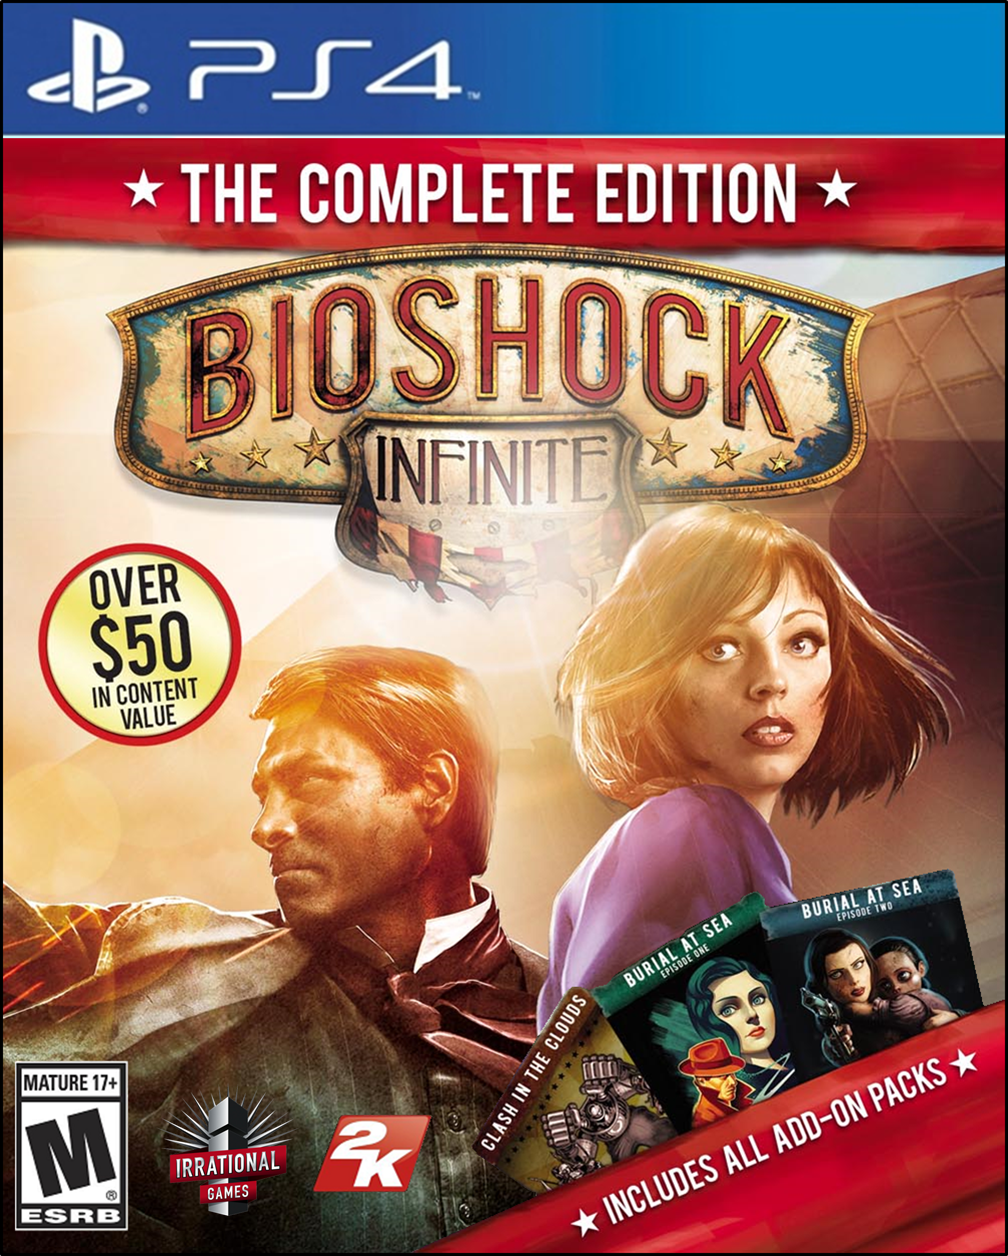 PS4™
★ THE COMPLETE EDITION ★
BIOSHOCK
INFINITE
OVER
$50
IN CONTENT
VALUE
CLASH IN THE CLOUDS
BURIAL AT SEA
EPISODE ONE
BURIAL AT SEA
EPISODE TWO
★ INCLUDES ALL ADD-ON PACKS ★
MATURE 17+
M®
ESRB
IRRATIONAL
GAMES
2K